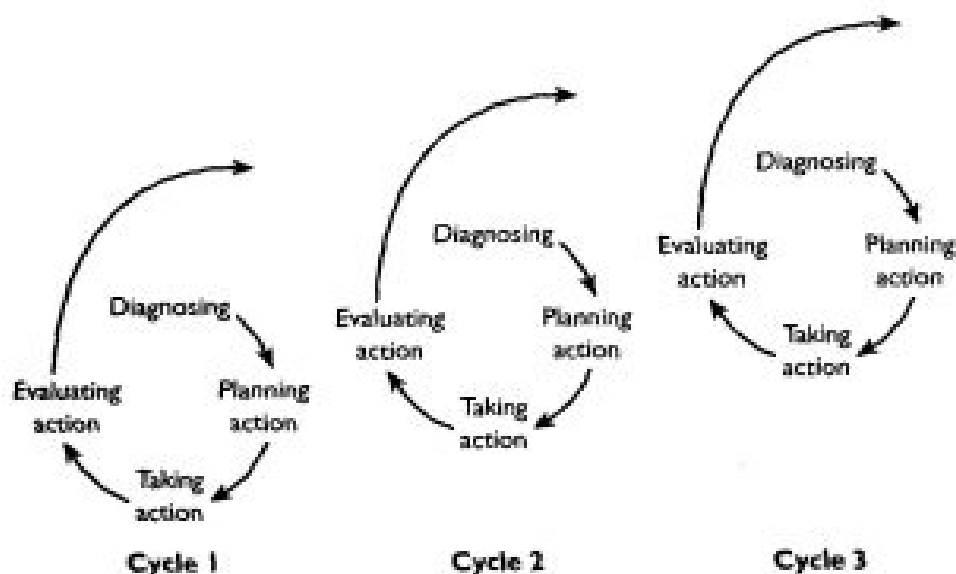 Diagnosing
Evaluating
action
Planning
action
Taking
action
Cycle 1
Diagnosing
Evaluating
action
Planning
action
Taking
action
Cycle 2
Diagnosing
Evaluating
action
Planning
action
Taking
action
Cycle 3